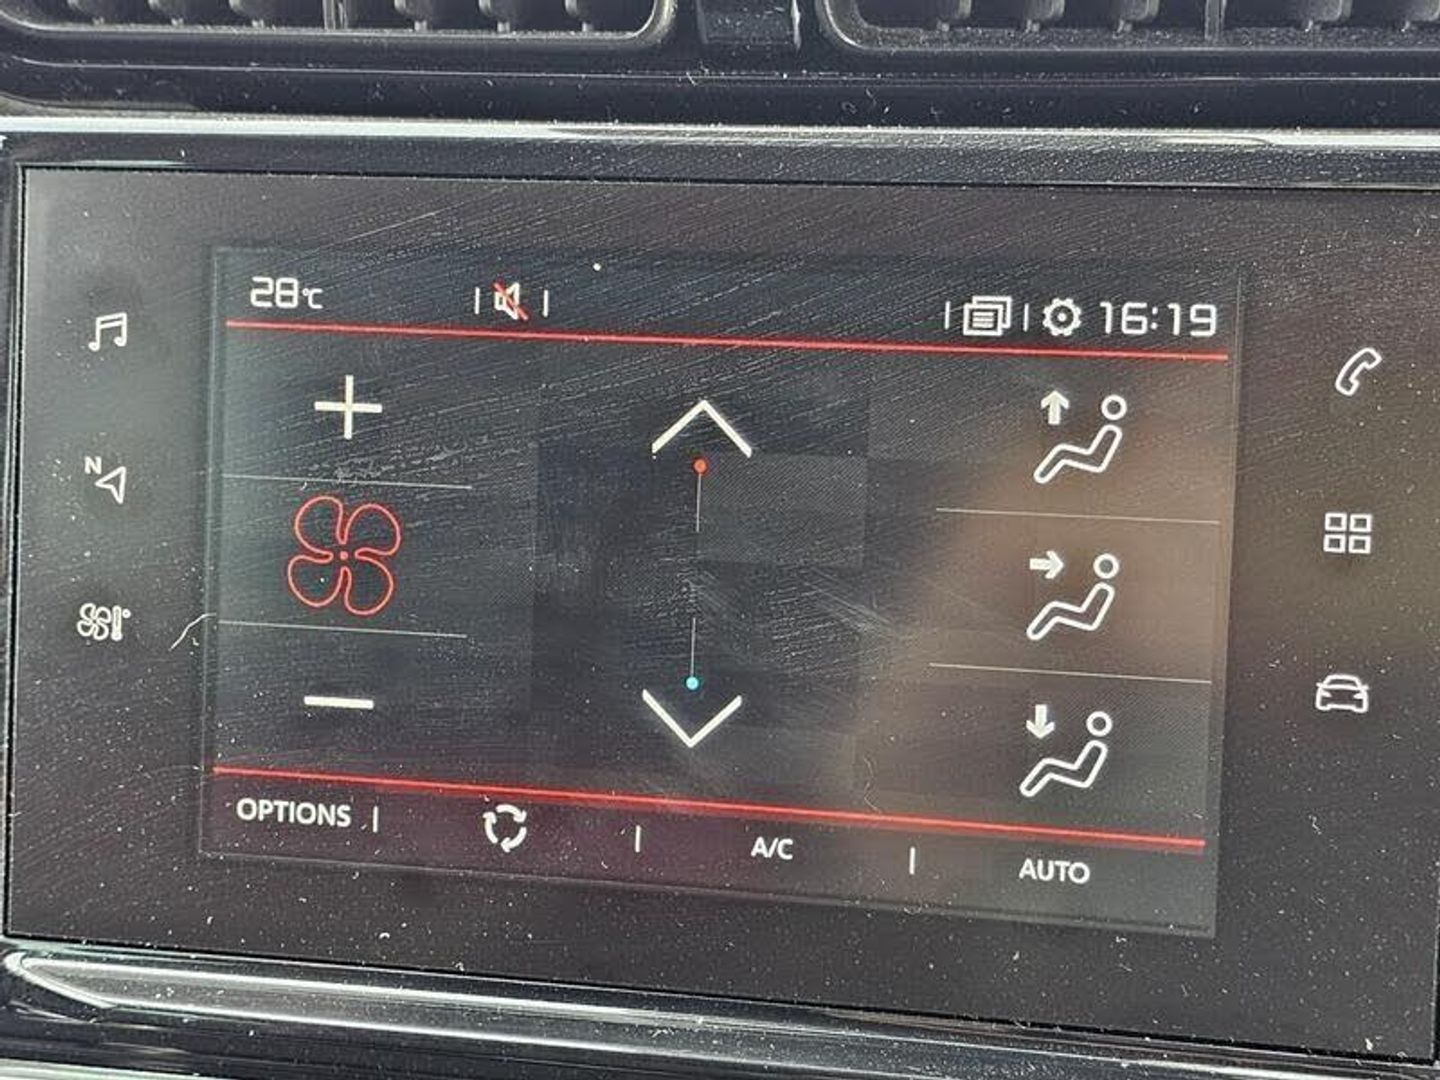 28°C
16:19
N
OPTIONS
A/C
AUTO